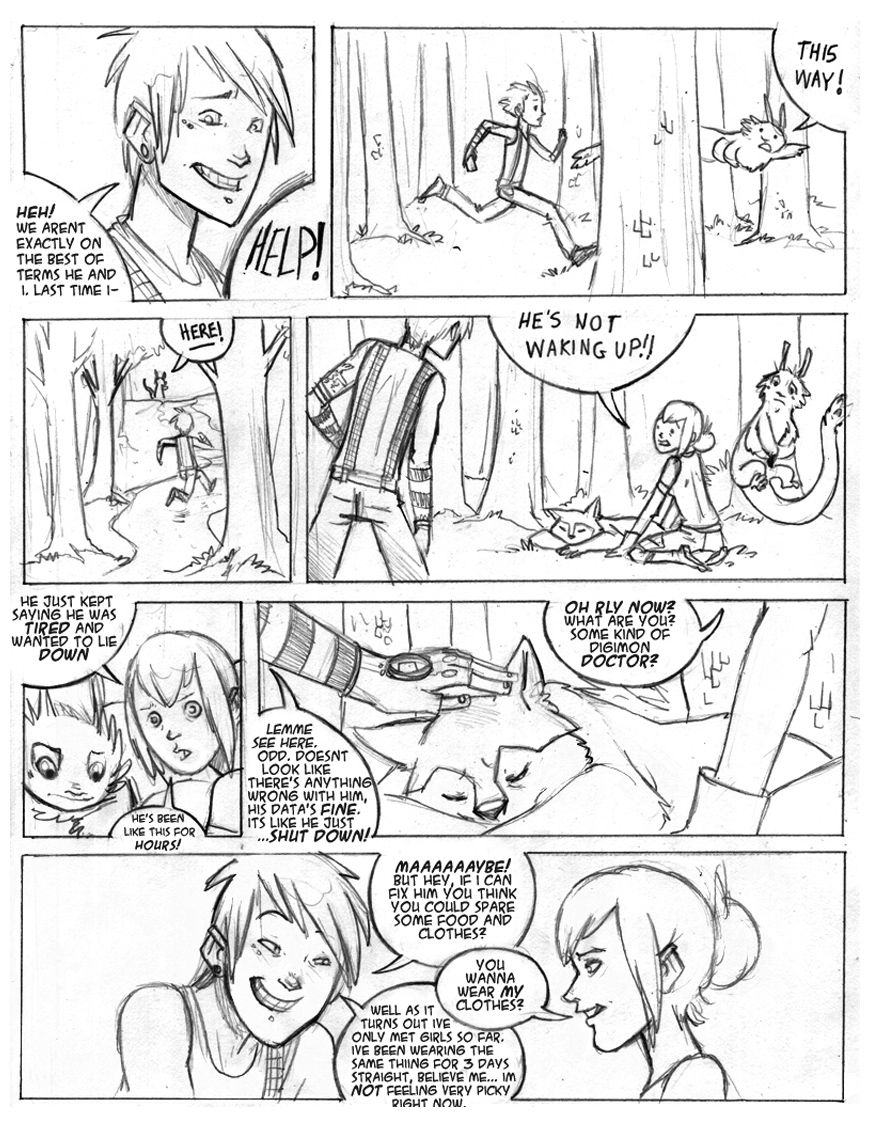 HEH!
WE ARENT
EXACTLY ON
THE BEST OF
TERMS HE AND
I. LAST TIME I-
HELP!
THIS
WAY!
HERE!
HE'S NOT
WAKING UP!!
HE JUST KEPT
SAYING HE WAS
TIRED AND
WANTED TO LIE
DOWN
HE'S BEEN
LIKE THIS FOR
HOURS!
LEMME
SEE HERE.
ODD. DOESNT
LOOK LIKE
THERE'S ANYTHING
WRONG WITH HIM,
HIS DATA'S FINE.
ITS LIKE HE JUST
...SHUT DOWN!
OH RLY NOW?
WHAT ARE YOU?
SOME KIND OF
DIGIMON
DOCTOR?
MAAAAAAYBE!
BUT HEY, IF I CAN
FIX HIM YOU THINK
YOU COULD SPARE
SOME FOOD AND
CLOTHES?
YOU
WANNA
WEAR MY
CLOTHES?
WELL AS IT
TURNS OUT IVE
ONLY MET GIRLS SO FAR.
IVE BEEN WEARING THE
SAME THIING FOR 3 DAYS
STRAIGHT, BELIEVE ME... IM
NOT FEELING VERY PICKY
RIGHT NOW.